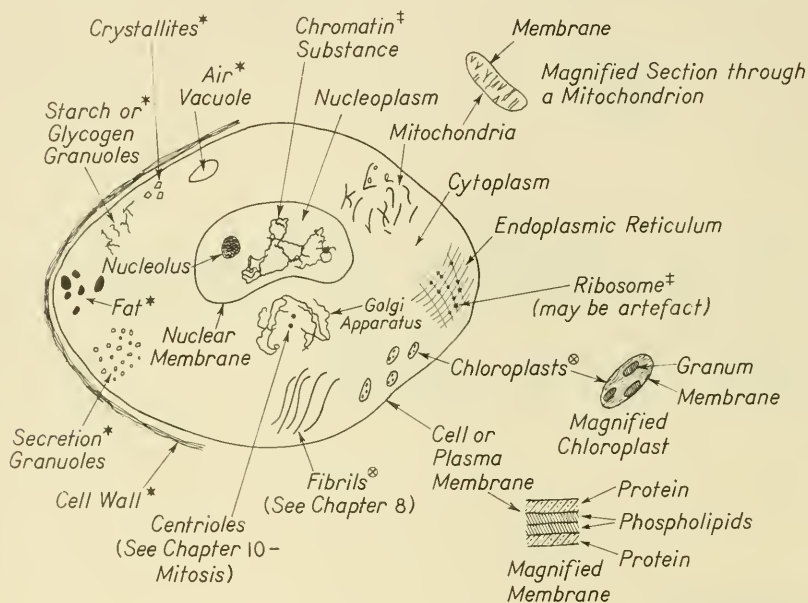 Crystallites*
Chromatin‡
Substance
Membrane
Air*
Vacuole
Magnified Section through
a Mitochondrion
Starch or*
Glycogen
Granuoles
Nucleoplasm
Mitochondria
Cytoplasm
Endoplasmic Reticulum
Nucleolus
Ribosome‡
(may be artefact)
Fat*
Golgi
Apparatus
Nuclear
Membrane
Chloroplasts⊗
Granum
Membrane
Magnified
Chloroplast
Secretion*
Granuoles
Cell or
Plasma
Membrane
Cell Wall*
Fibrils⊗
(See Chapter 8)
Protein
Phospholipids
Protein
Centrioles
(See Chapter 10-
Mitosis)
Magnified
Membrane